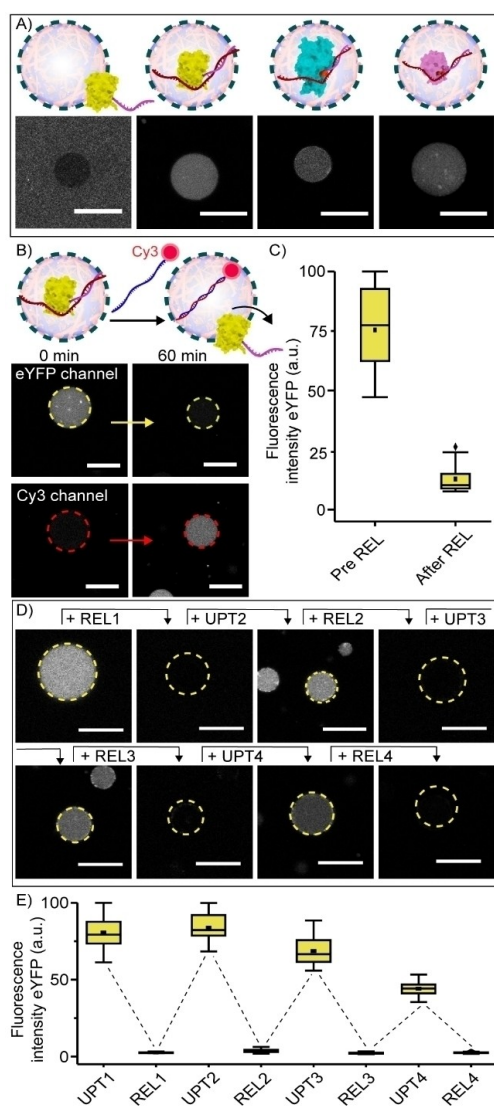 A)
B)
Cy3
0 min
60 min
eYFP channel
Cy3 channel
C)
Fluorescence
intensity eYFP (a.u.)
100
75
50
25
0
Pre REL
After REL
D)
+ REL1
+ UPT2
+ REL2
+ UPT3
+ REL3
+ UPT4
+ REL4
E)
Fluorescence
intensity eYFP (a.u.)
100
50
0
UPT1
REL1
UPT2
REL2
UPT3
REL3
UPT4
REL4